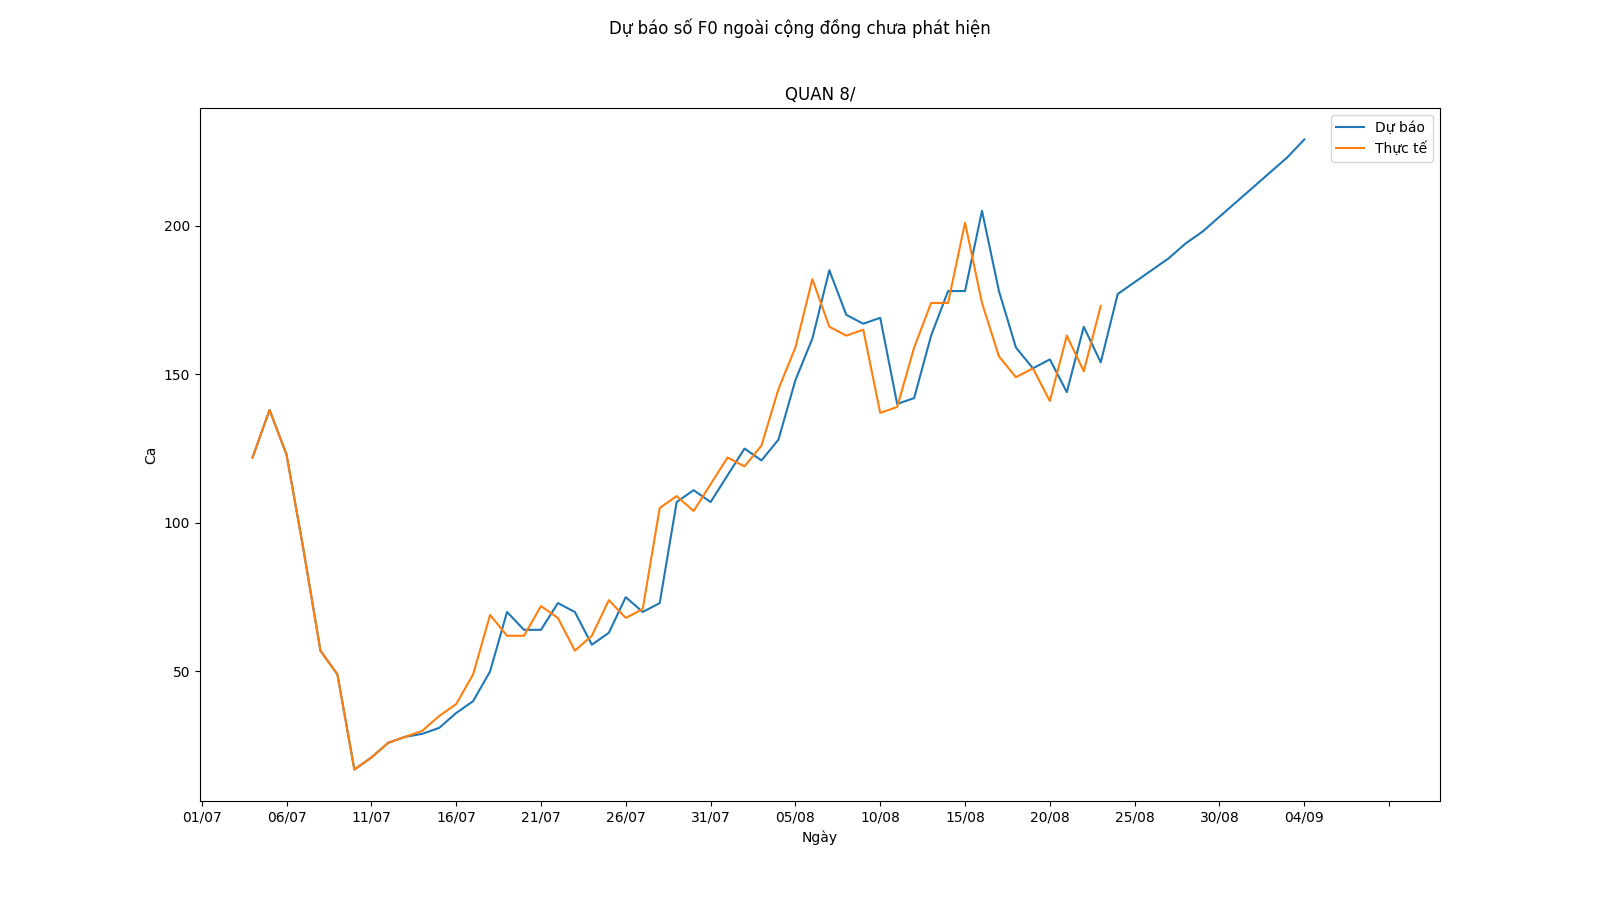 Dự báo số F0 ngoài cộng đồng chưa phát hiện
QUAN 8/
Dự báo
Thực tế
200
150
100
50
Ca
01/07 06/07 11/07 16/07 21/07 26/07 31/07 05/08 10/08 15/08 20/08 25/08 30/08 04/09
Ngày